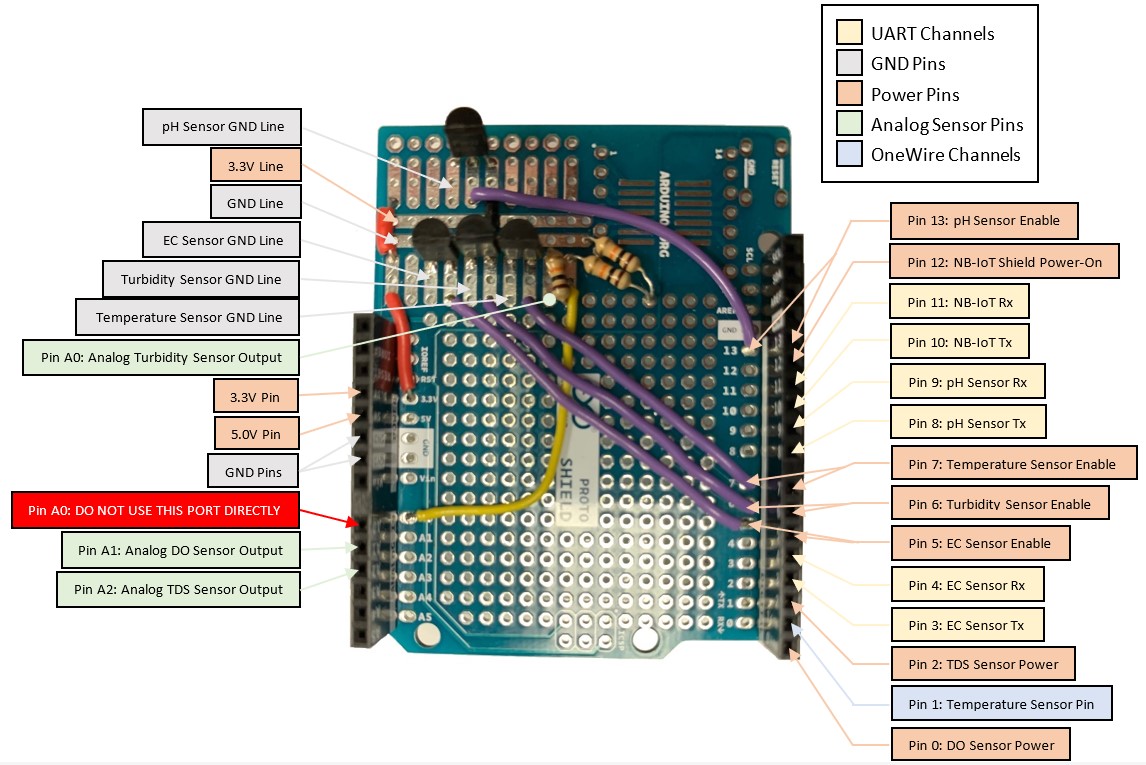 UART Channels
GND Pins
Power Pins
Analog Sensor Pins
OneWire Channels
pH Sensor GND Line
3.3V Line
GND Line
EC Sensor GND Line
Turbidity Sensor GND Line
Temperature Sensor GND Line
Pin A0: Analog Turbidity Sensor Output
3.3V Pin
5.0V Pin
GND Pins
Pin A0: DO NOT USE THIS PORT DIRECTLY
Pin A1: Analog DO Sensor Output
Pin A2: Analog TDS Sensor Output
Pin 13: pH Sensor Enable
Pin 12: NB-IoT Shield Power-On
Pin 11: NB-IoT Rx
Pin 10: NB-IoT Tx
Pin 9: pH Sensor Rx
Pin 8: pH Sensor Tx
Pin 7: Temperature Sensor Enable
Pin 6: Turbidity Sensor Enable
Pin 5: EC Sensor Enable
Pin 4: EC Sensor Rx
Pin 3: EC Sensor Tx
Pin 2: TDS Sensor Power
Pin 1: Temperature Sensor Pin
Pin 0: DO Sensor Power
1
14
GND
RESET
ARDUINO
RG
SCL
AREF
GND
13
12
11
10
9
8
7
4
3
2
1
0
TX
RX
IOREF
RST
3.3V
5V
GND
Vin
A1
A2
A3
A4
A5
PROTO
SHIELD
ICSP